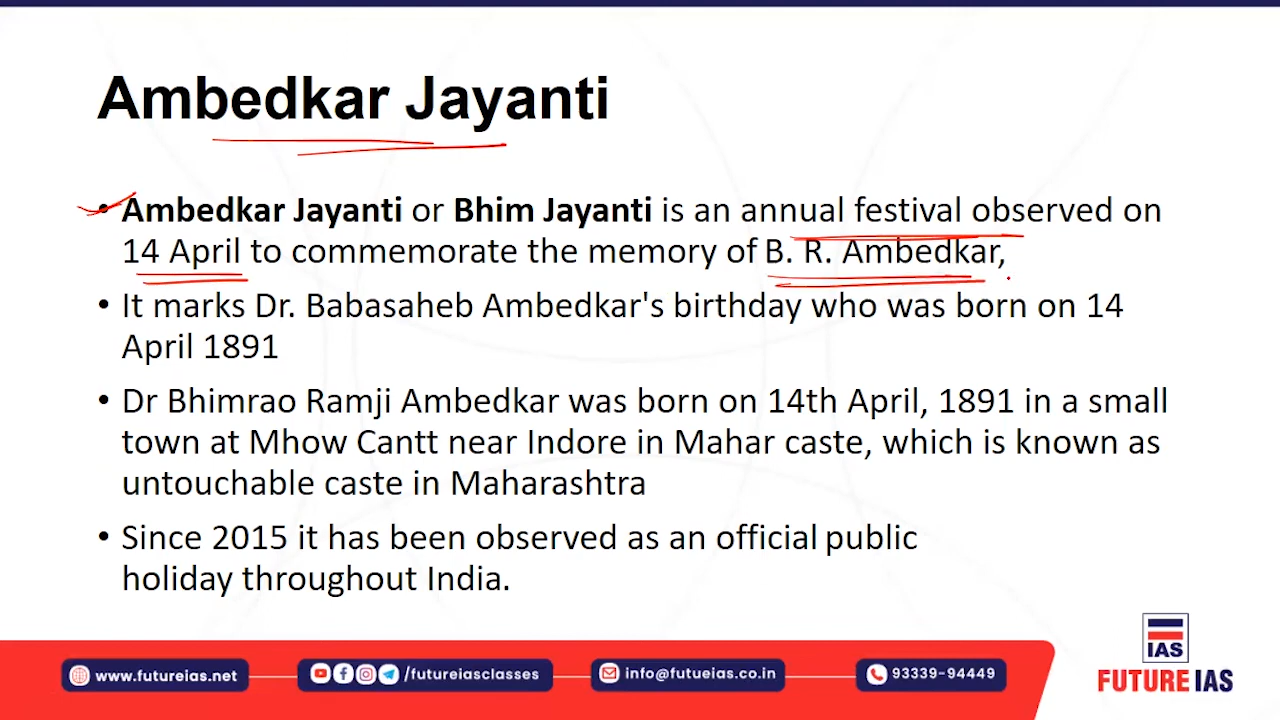 Ambedkar Jayanti
• Ambedkar Jayanti or Bhim Jayanti is an annual festival observed on
14 April to commemorate the memory of B. R. Ambedkar,
• It marks Dr. Babasaheb Ambedkar's birthday who was born on 14
April 1891
• Dr Bhimrao Ramji Ambedkar was born on 14th April, 1891 in a small
town at Mhow Cantt near Indore in Mahar caste, which is known as
untouchable caste in Maharashtra
• Since 2015 it has been observed as an official public
holiday throughout India.
www.futureias.net
/futureiasclasses
info@futueias.co.in
93339-94449
IAS
FUTURE IAS